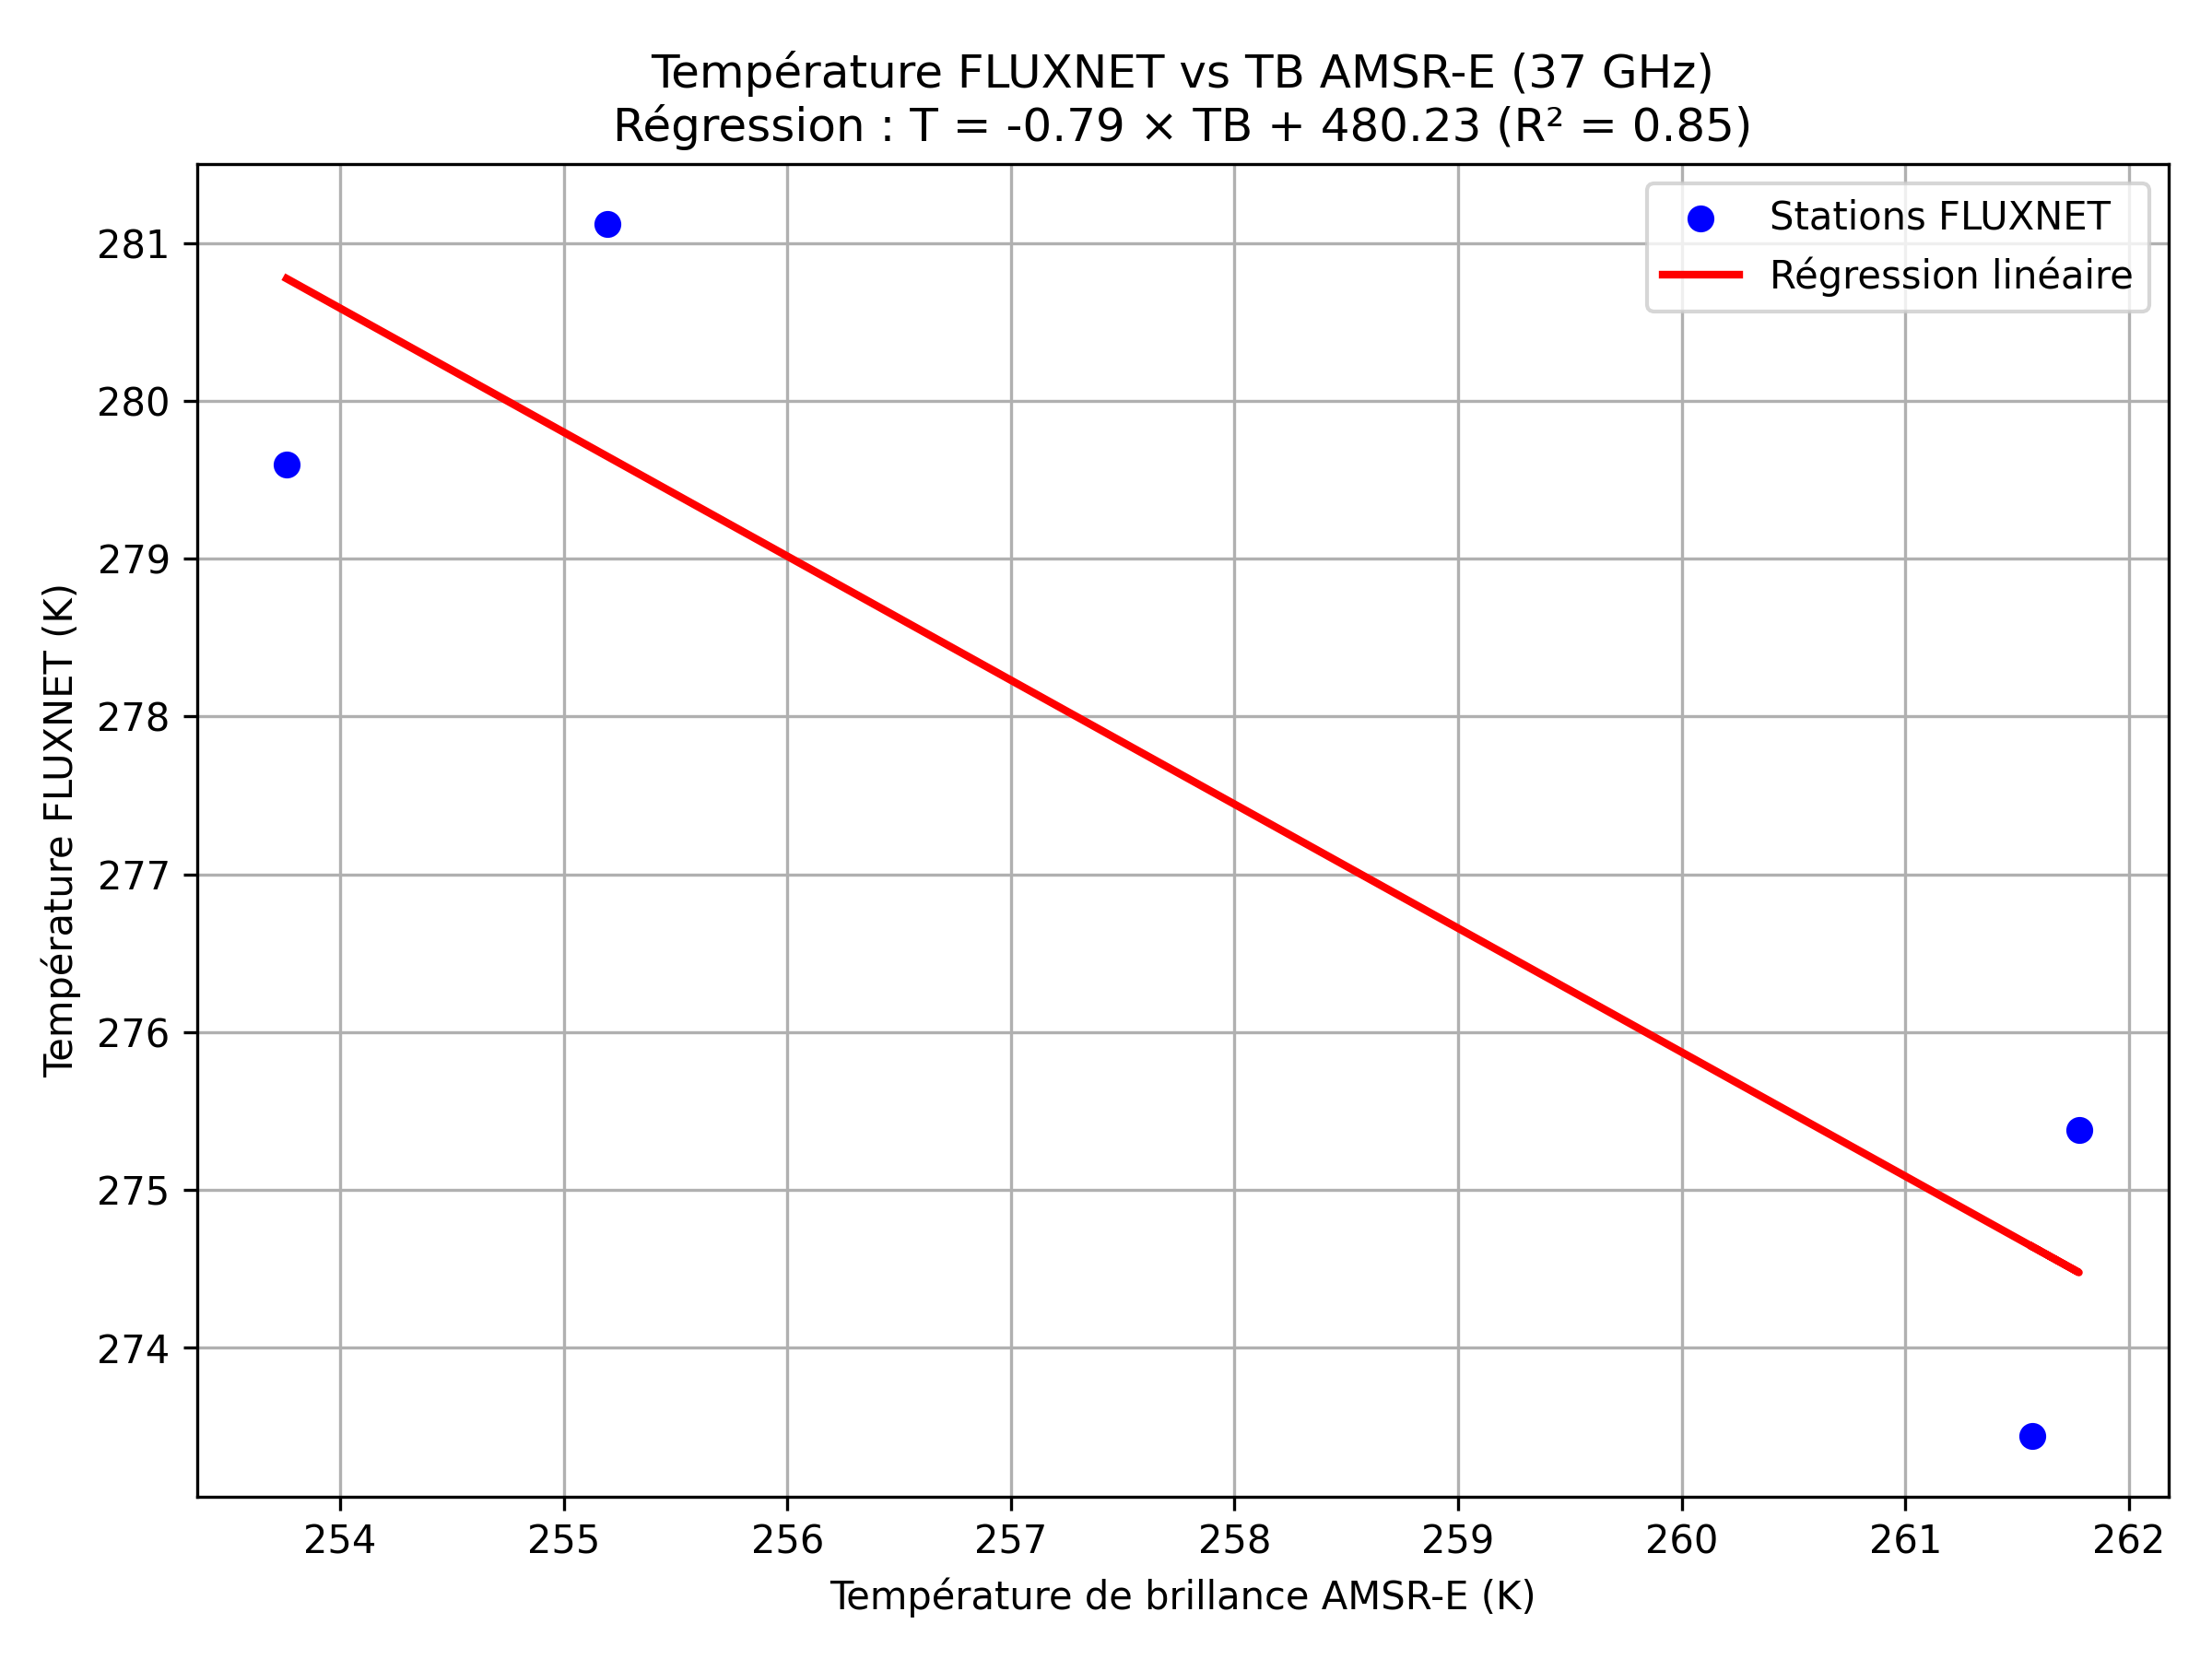 Température FLUXNET vs TB AMSR-E (37 GHz)
Régression : T = -0.79 × TB + 480.23 (R² = 0.85)
Stations FLUXNET
Régression linéaire
Température FLUXNET (K)
281
280
279
278
277
276
275
274
254 255 256 257 258 259 260 261 262
Température de brillance AMSR-E (K)